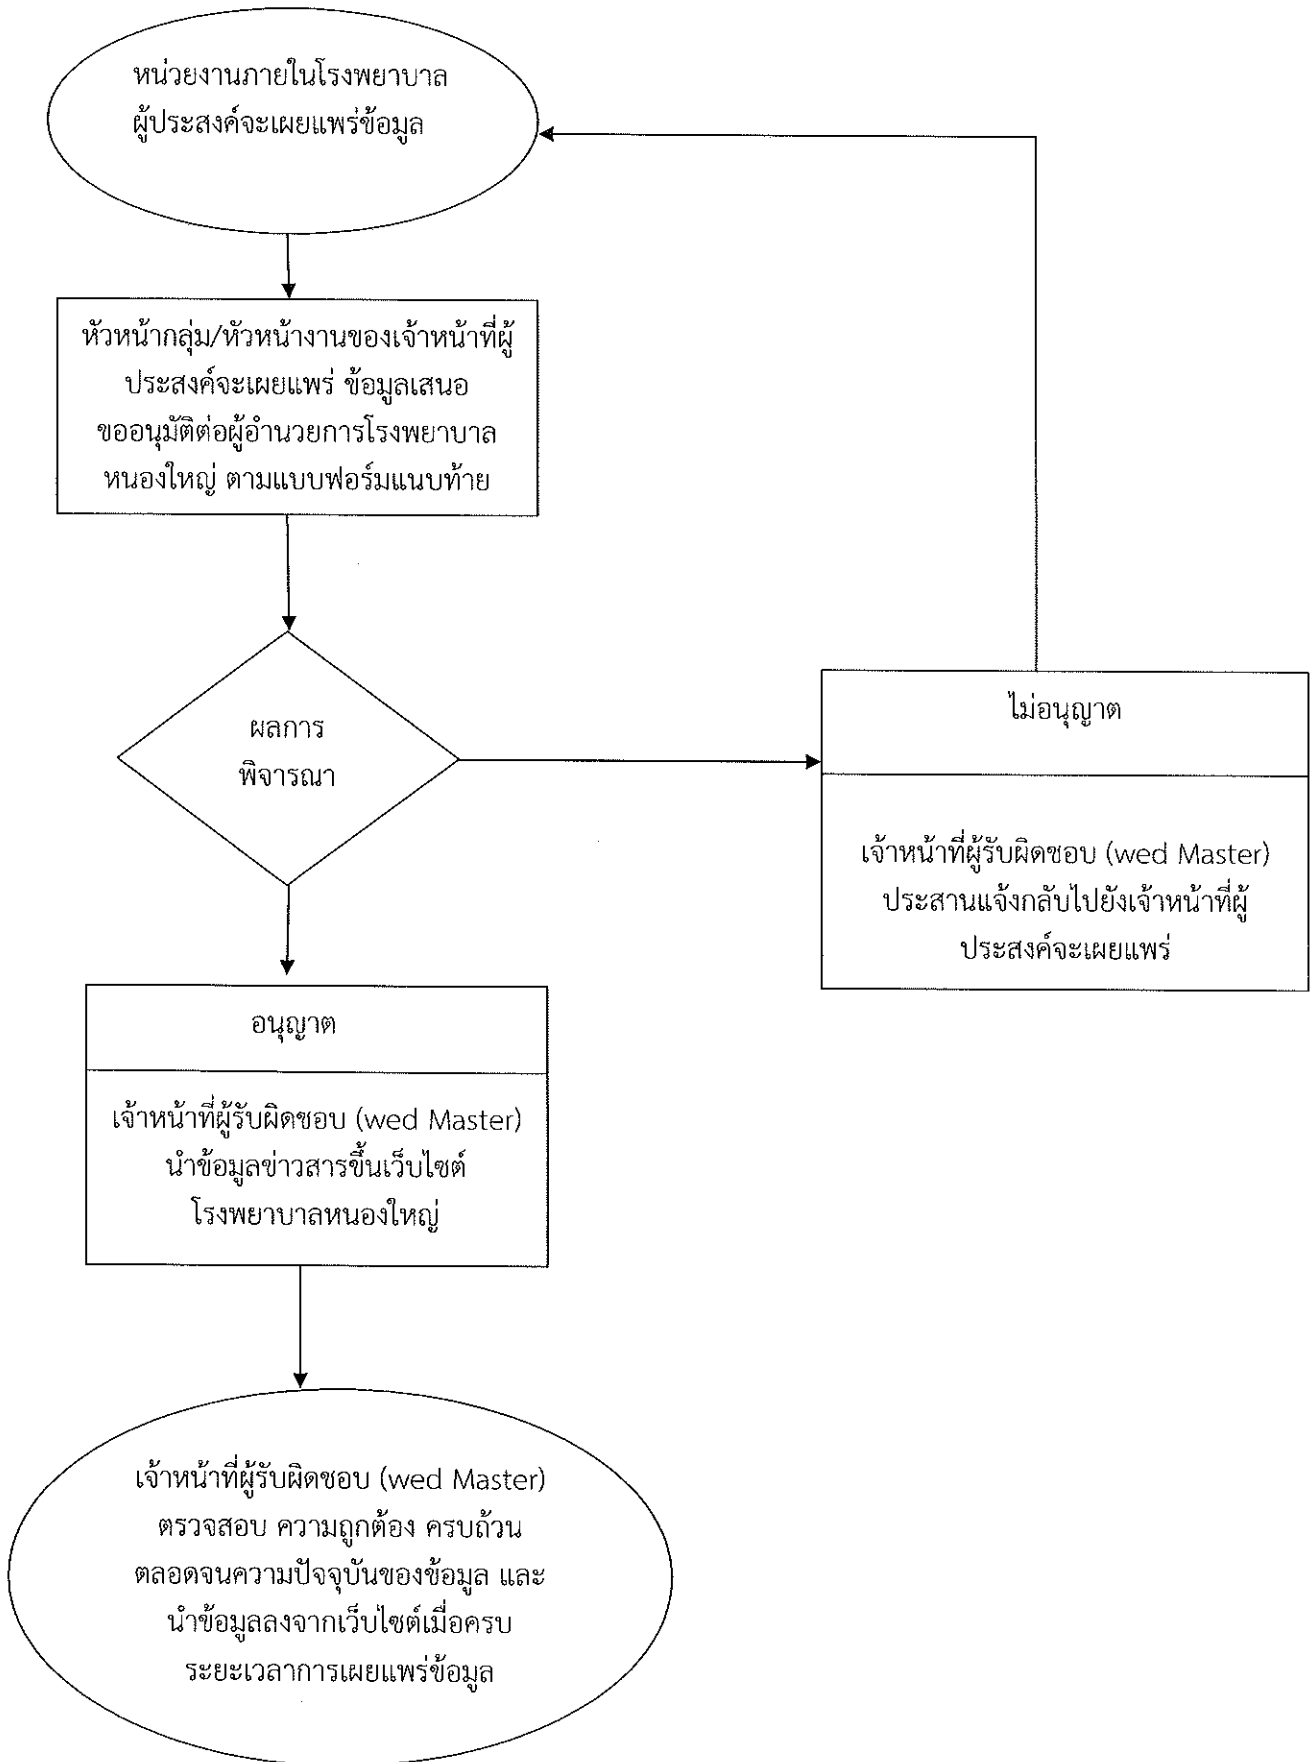 หน่วยงานภายในโรงพยาบาล
ผู้ประสงค์จะเผยแพร่ข้อมูล
หัวหน้ากลุ่ม/หัวหน้างานของเจ้าหน้าที่ผู้
ประสงค์จะเผยแพร่ ข้อมูลเสนอ
ขออนุมัติต่อผู้อำนวยการโรงพยาบาล
หนองใหญ่ ตามแบบฟอร์มแนบท้าย
ผลการ
พิจารณา
ไม่อนุญาต
เจ้าหน้าที่ผู้รับผิดชอบ (wed Master)
ประสานแจ้งกลับไปยังเจ้าหน้าที่ผู้
ประสงค์จะเผยแพร่
อนุญาต
เจ้าหน้าที่ผู้รับผิดชอบ (wed Master)
นำข้อมูลข่าวสารขึ้นเว็บไซต์
โรงพยาบาลหนองใหญ่
เจ้าหน้าที่ผู้รับผิดชอบ (wed Master)
ตรวจสอบ ความถูกต้อง ครบถ้วน
ตลอดจนความปัจจุบันของข้อมูล และ
นำข้อมูลลงจากเว็บไซต์เมื่อครบ
ระยะเวลาการเผยแพร่ข้อมูล